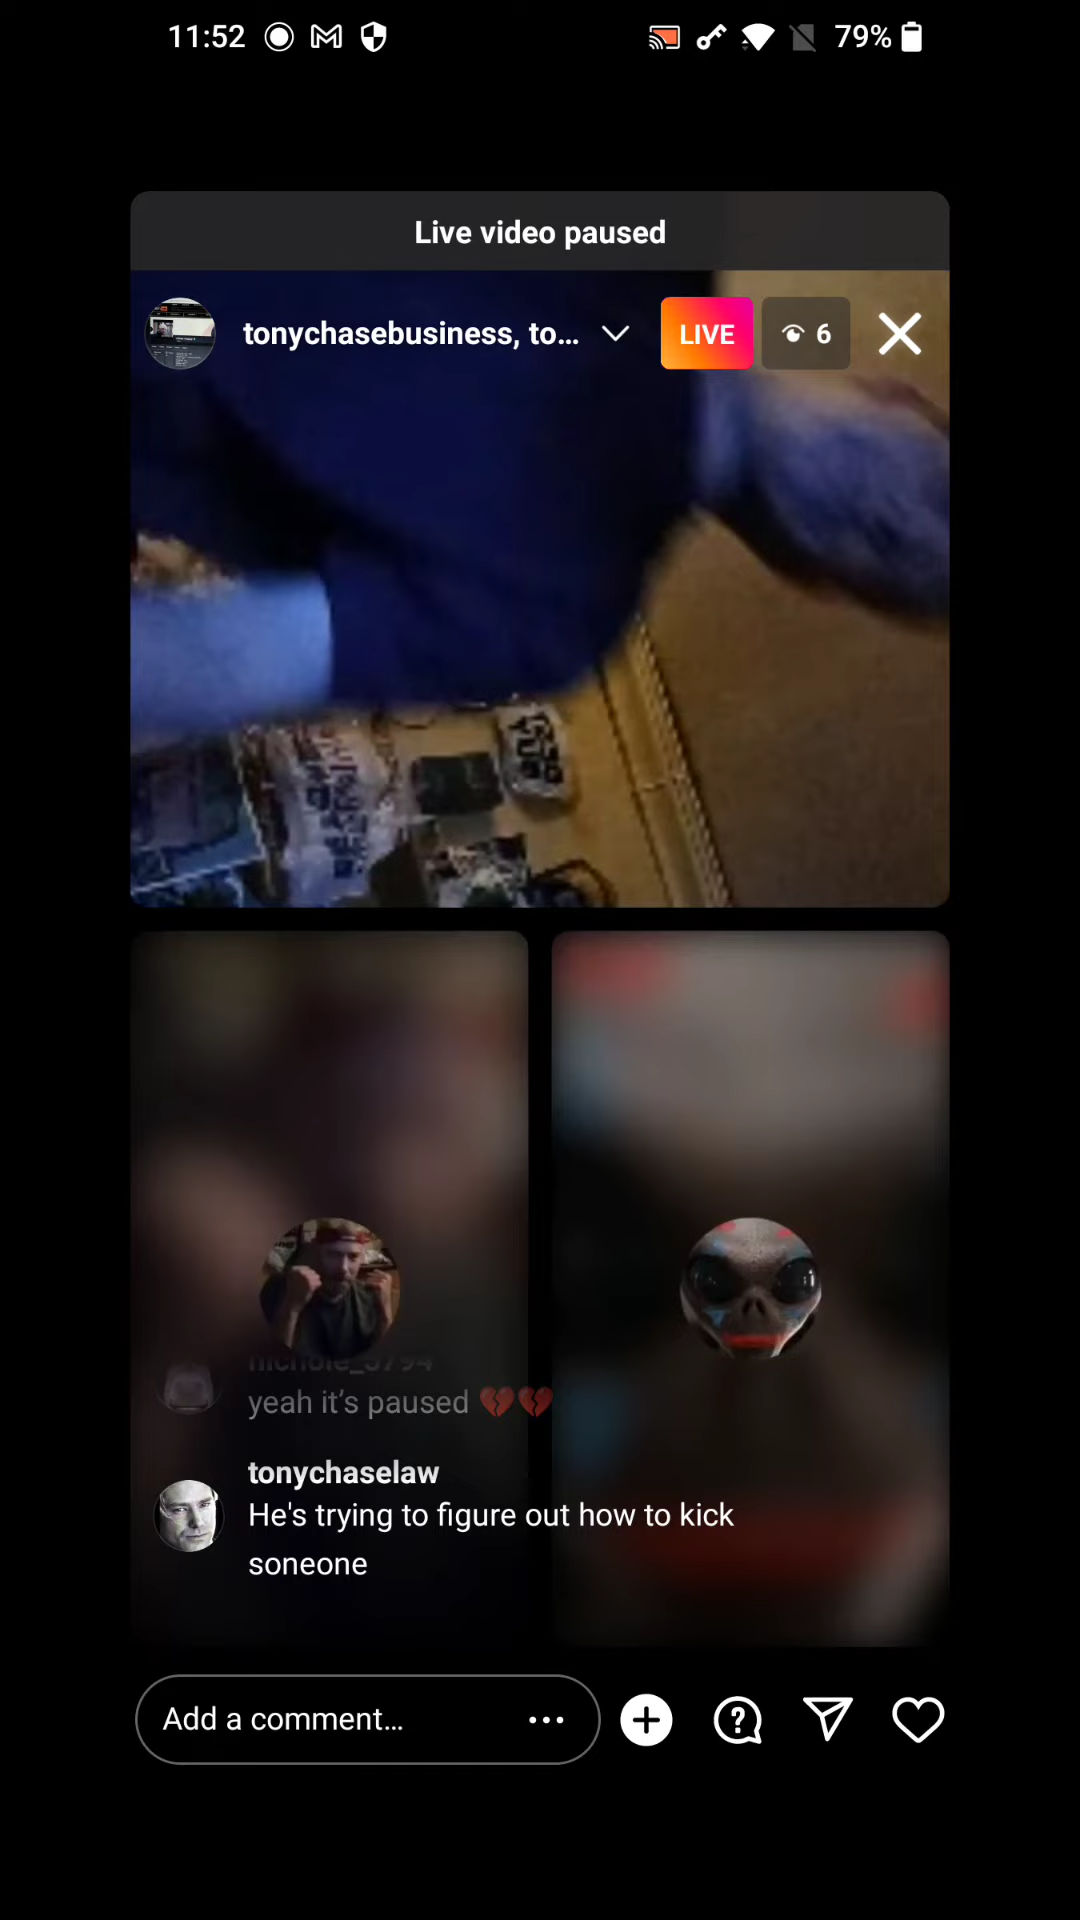 11:52 79%
Live video paused
tonychasebusiness, to... LIVE 6
nichole_5794
yeah it's paused 💔💔
tonychaselaw
He's trying to figure out how to kick
soneone
Add a comment...